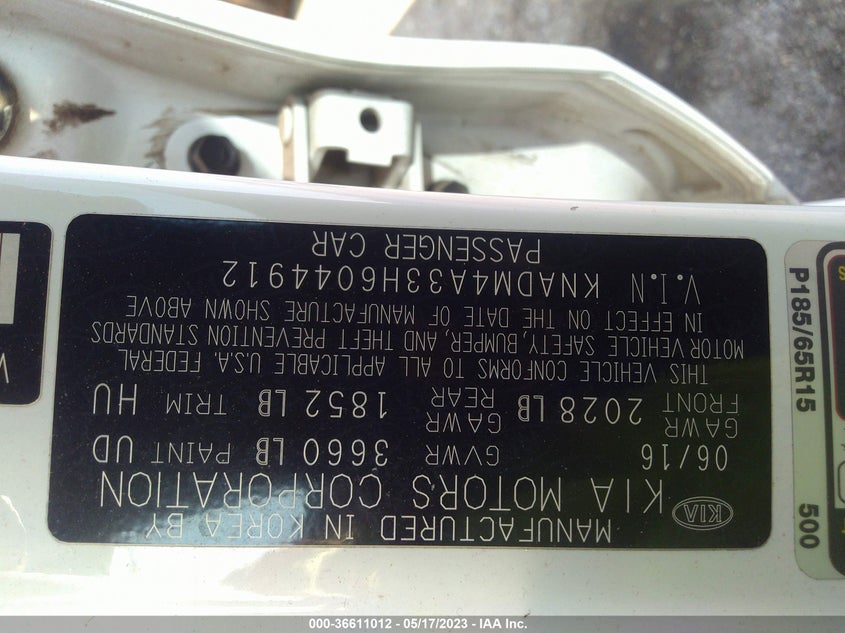 MANUFACTURED IN KOREA BY
KIA KIA MOTORS CORPORATION
06/16 GVWR 3660 LB PAINT UD
GAWR FRONT 2028 LB GAWR REAR 1852 LB TRIM HU
THIS VEHICLE CONFORMS TO ALL APPLICABLE U.S.A. FEDERAL
MOTOR VEHICLE SAFETY, BUMPER, AND THEFT PREVENTION STANDARDS
IN EFFECT ON THE DATE OF MANUFACTURE SHOWN ABOVE
V.I.N KNADM4A33H6044912
PASSENGER CAR
P185/65R15 500
000-36611012 - 05/17/2023 - IAA Inc.